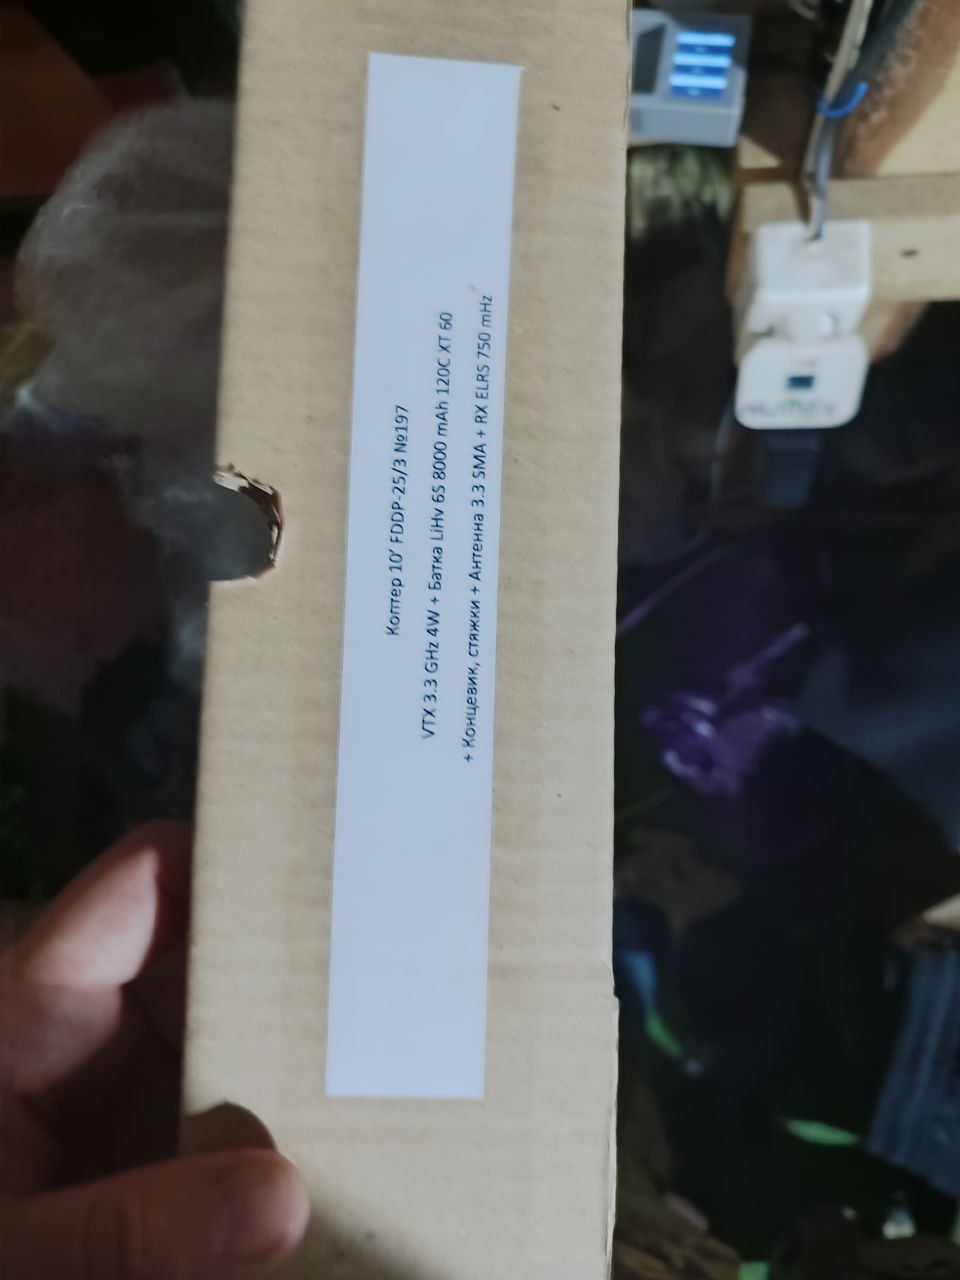 Коптер 10' FDDP-25/3 №197
VTX 3.3 GHz 4W + Батка LiHv 6S 8000 mAh 120C XT 60
+ Концевик, стяжки + Антенна 3.3 SMA + RX ELRS 750 mHz